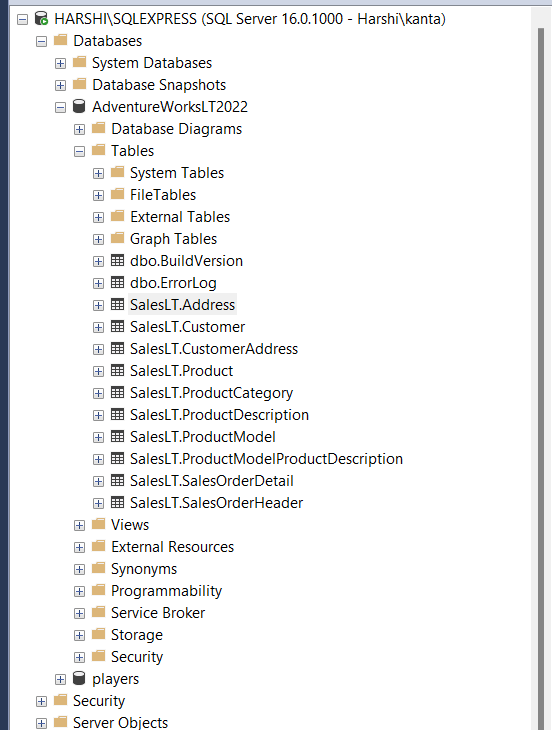 HARSHI\SQLEXPRESS (SQL Server 16.0.1000 - Harshi\kanta)
Databases
System Databases
Database Snapshots
AdventureWorksLT2022
Database Diagrams
Tables
System Tables
FileTables
External Tables
Graph Tables
dbo.BuildVersion
dbo.ErrorLog
SalesLT.Address
SalesLT.Customer
SalesLT.CustomerAddress
SalesLT.Product
SalesLT.ProductCategory
SalesLT.ProductDescription
SalesLT.ProductModel
SalesLT.ProductModelProductDescription
SalesLT.SalesOrderDetail
SalesLT.SalesOrderHeader
Views
External Resources
Synonyms
Programmability
Service Broker
Storage
Security
players
Security
Server Objects